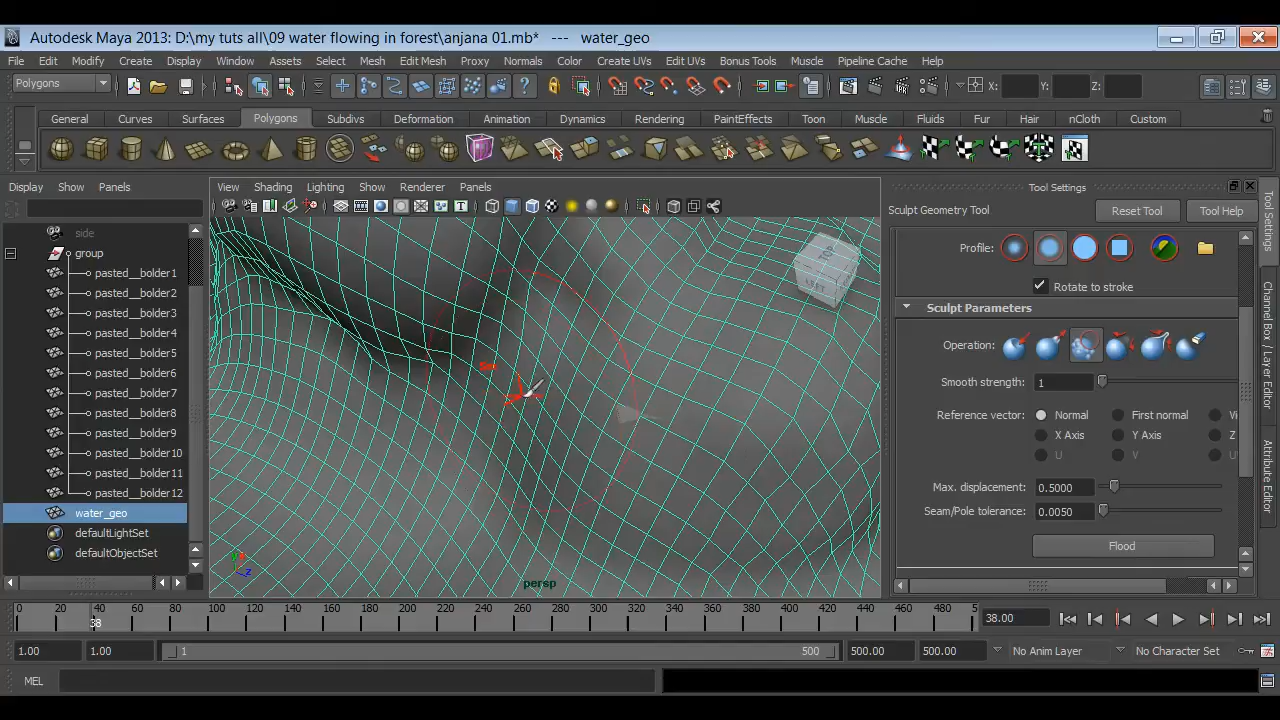 Autodesk Maya 2013: D:\my tuts all\09 water flowing in forest\anjana 01.mb*   ---   water_geo
File Edit Modify Create Display Window Assets Select Mesh Edit Mesh Proxy Normals Color Create UVs Edit UVs Bonus Tools Muscle Pipeline Cache Help
Polygons X: Y: Z:
General Curves Surfaces Polygons Subdivs Deformation Animation Dynamics Rendering PaintEffects Toon Muscle Fluids Fur Hair nCloth Custom
Display Show Panels
View Shading Lighting Show Renderer Panels
Tool Settings
Sculpt Geometry Tool Reset Tool Tool Help
side
group
pasted__bolder1
pasted__bolder2
pasted__bolder3
pasted__bolder4
pasted__bolder5
pasted__bolder6
pasted__bolder7
pasted__bolder8
pasted__bolder9
pasted__bolder10
pasted__bolder11
pasted__bolder12
water_geo
defaultLightSet
defaultObjectSet
TOP
LEFT
Sm
y
z
persp
Profile:
Rotate to stroke
Sculpt Parameters
Operation:
Smooth strength: 1
Reference vector: Normal First normal Vi
X Axis Y Axis Z
U V
Max. displacement: 0.5000
Seam/Pole tolerance: 0.0050
Flood
Tool Settings
Channel Box / Layer Editor
Attribute Editor
0 20 40 60 80 100 120 140 160 180 200 220 240 260 280 300 320 340 360 380 400 420 440 460 480 5
38
38.00
1.00 1.00 1 500 500.00 500.00 No Anim Layer No Character Set
MEL